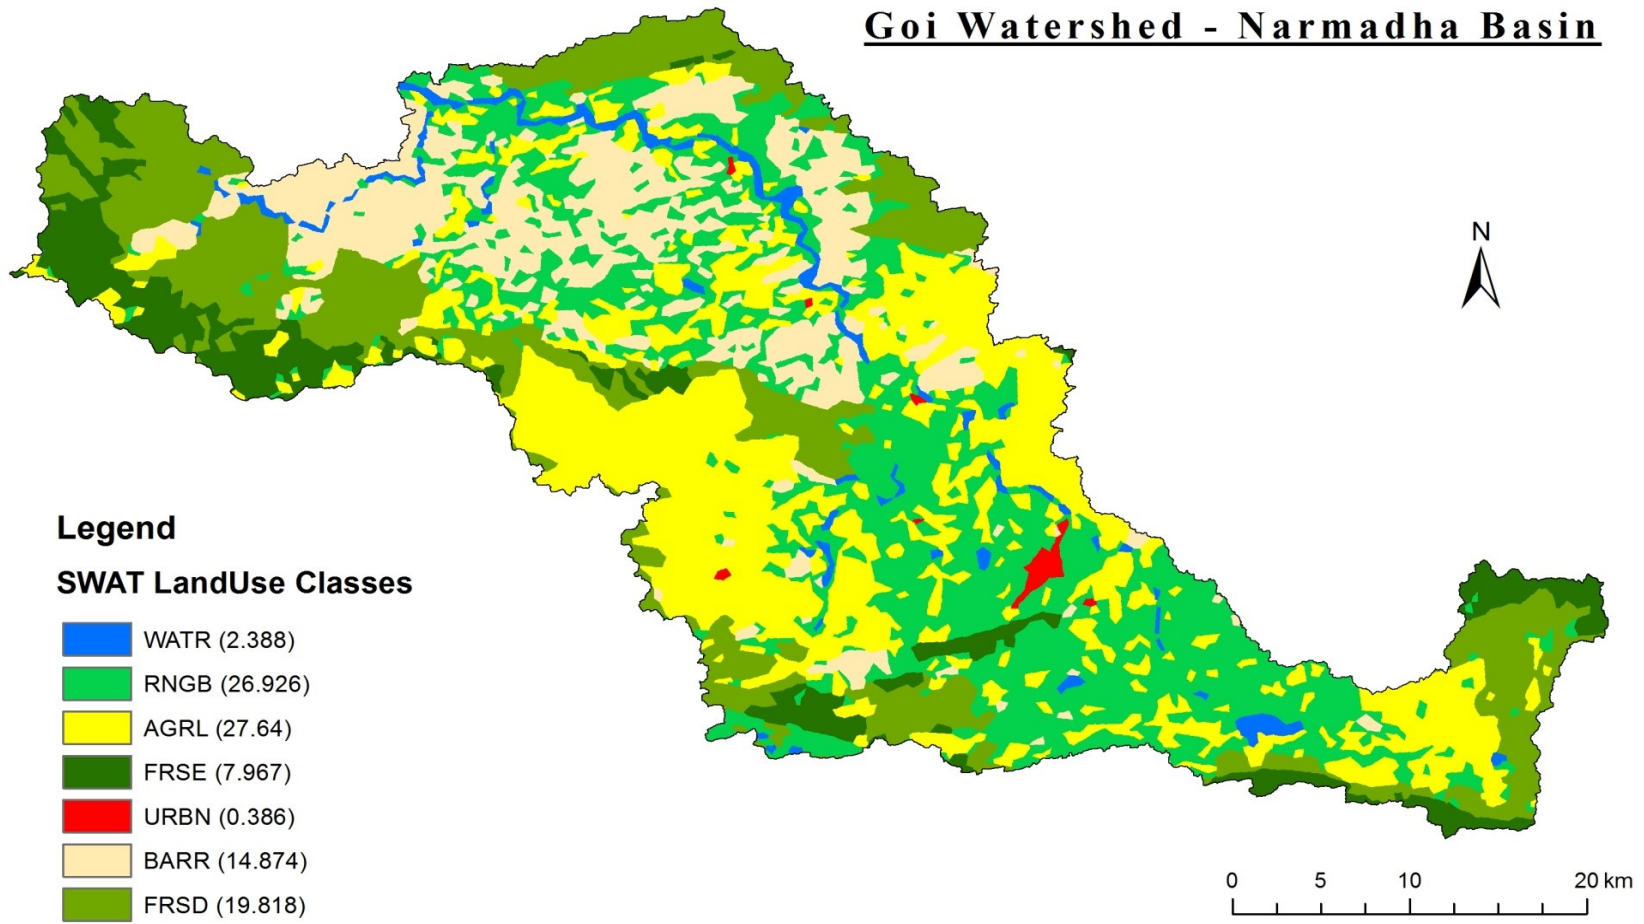 Goi Watershed - Narmadha Basin
N
Legend
SWAT LandUse Classes
WATR (2.388)
RNGB (26.926)
AGRL (27.64)
FRSE (7.967)
URBN (0.386)
BARR (14.874)
FRSD (19.818)
0 5 10 20 km